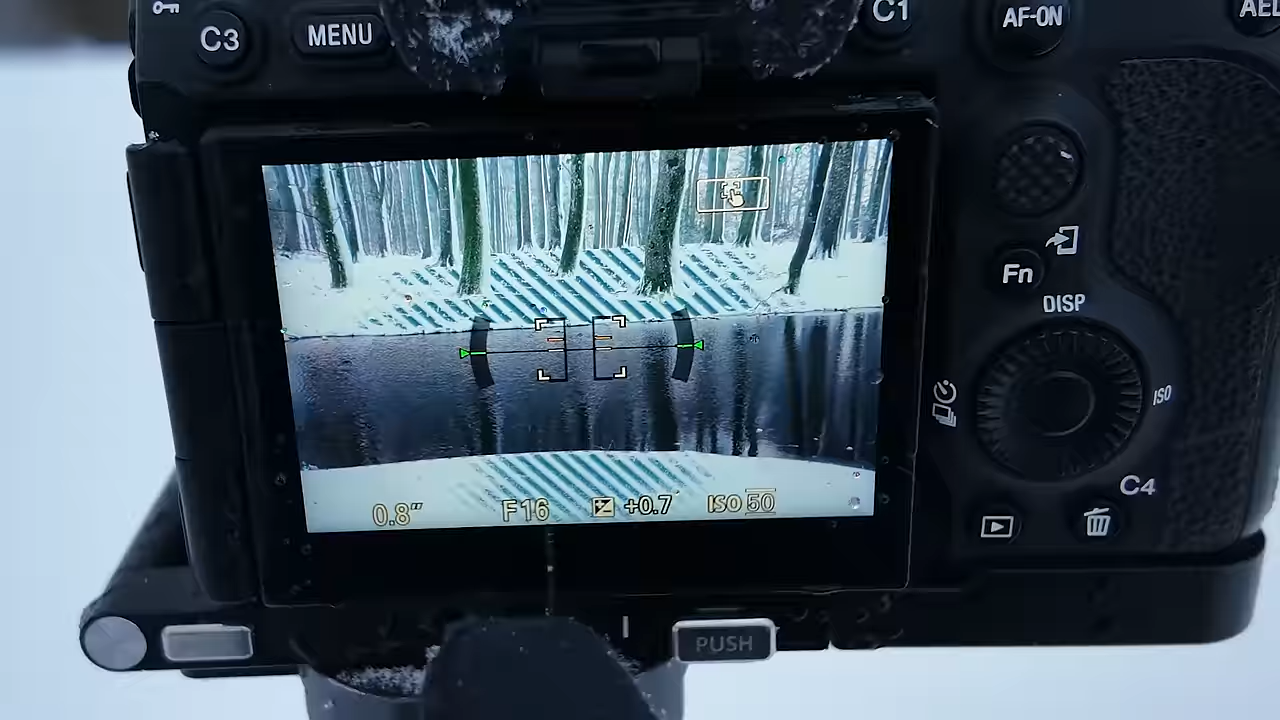 C3 MENU C1 AF-ON AEL
Fn
DISP
ISO
C4
0.8" F16 +0.7 ISO 50
PUSH